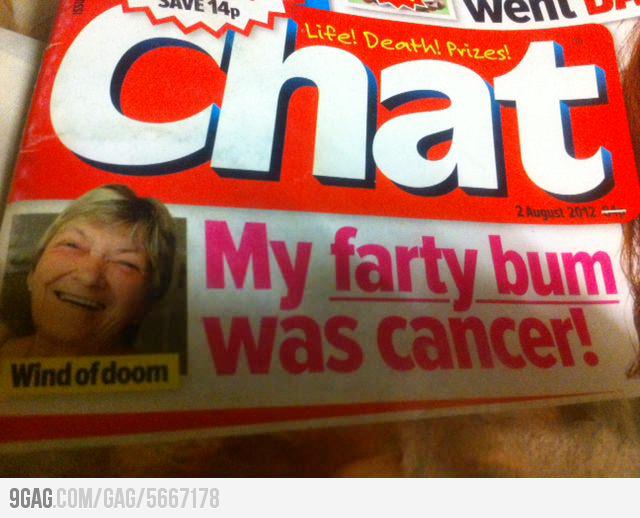 SAVE 14p
went
Life! Death! Prizes!
chat
2 August 2012
My farty bum
was cancer!
Wind of doom
9GAG.COM/GAG/5667178